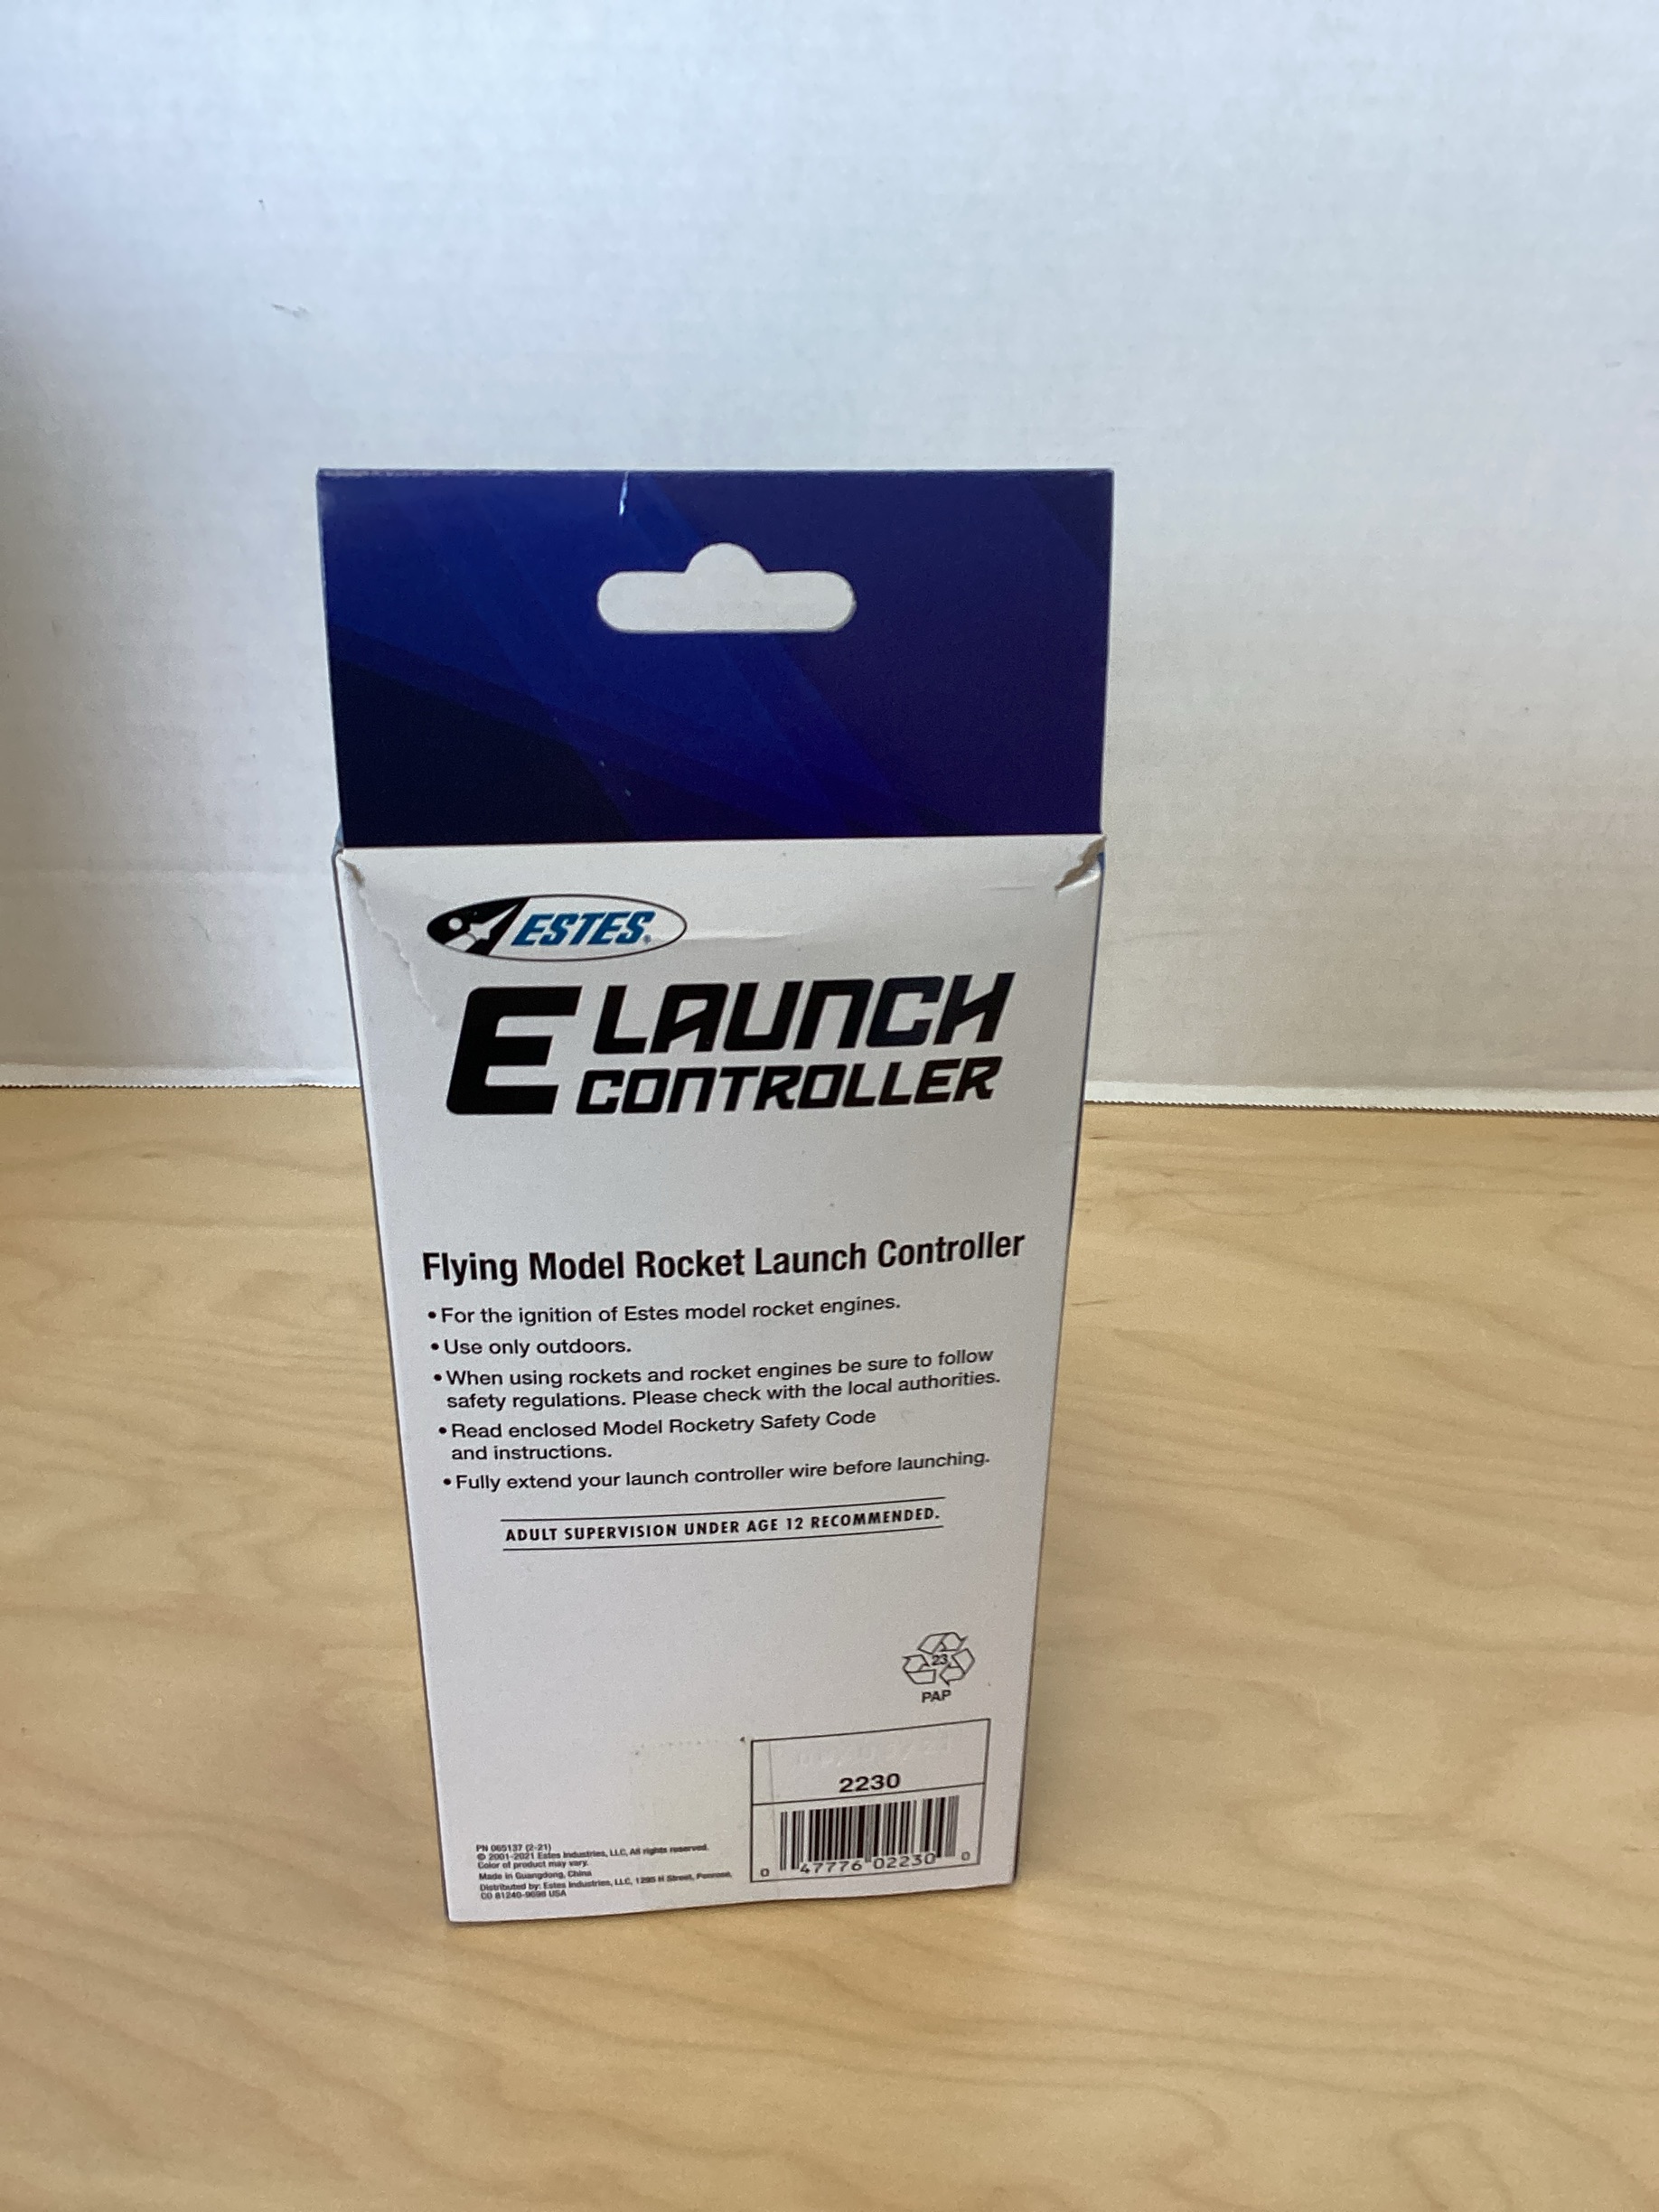 ESTES®
E LAUNCH
CONTROLLER
Flying Model Rocket Launch Controller
• For the ignition of Estes model rocket engines.
• Use only outdoors.
• When using rockets and rocket engines be sure to follow
safety regulations. Please check with the local authorities.
• Read enclosed Model Rocketry Safety Code
and instructions.
• Fully extend your launch controller wire before launching.
ADULT SUPERVISION UNDER AGE 12 RECOMMENDED.
23
PAP
2230
0 47776 02230 0
PN 065137 (2-21)
© 2001-2021 Estes Industries, LLC, All rights reserved.
Color of product may vary.
Made in Guangdong, China
Distributed by: Estes Industries, LLC, 1295 H Street, Penrose,
CO 81240-9698 USA